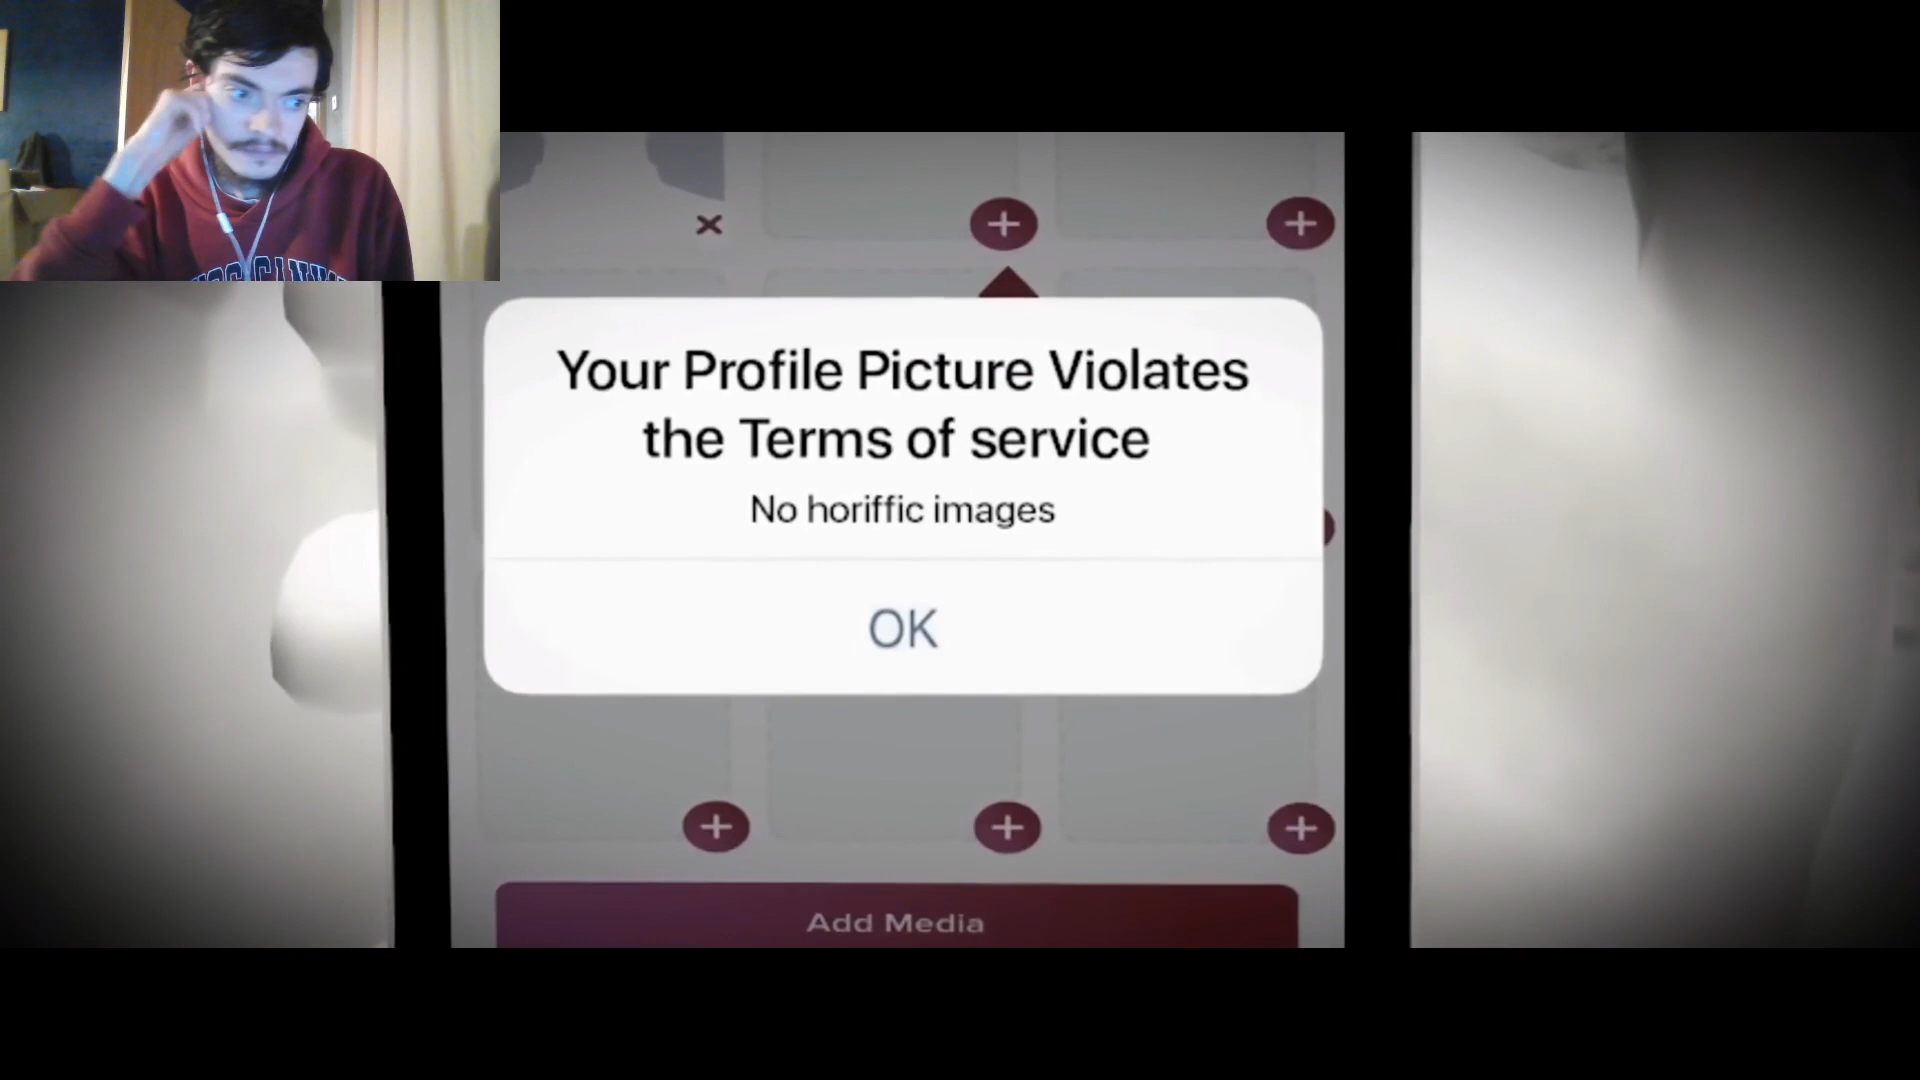 Your Profile Picture Violates
the Terms of service
No horiffic images
OK
Add Media